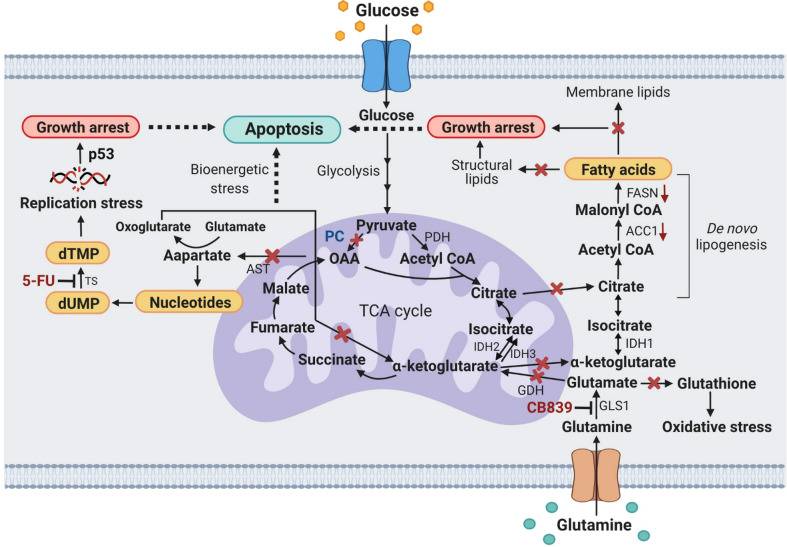 Glucose
Membrane lipids
Glucose
Growth arrest
Apoptosis
Growth arrest
p53
Bioenergetic
stress
Glycolysis
Structural
lipids
Fatty acids
Replication stress
FASN
Malonyl CoA
ACC1
Acetyl CoA
De novo
lipogenesis
Oxoglutarate
Glutamate
Pyruvate
PC
PDH
dTMP
Aapartate
AST
OAA
Acetyl CoA
5-FU
TS
dUMP
Nucleotides
Malate
Citrate
Citrate
TCA cycle
Fumarate
Isocitrate
Isocitrate
IDH2
IDH3
IDH1
Succinate
α-ketoglutarate
α-ketoglutarate
GDH
Glutamate
Glutathione
CB839
GLS1
Glutamine
Oxidative stress
Glutamine